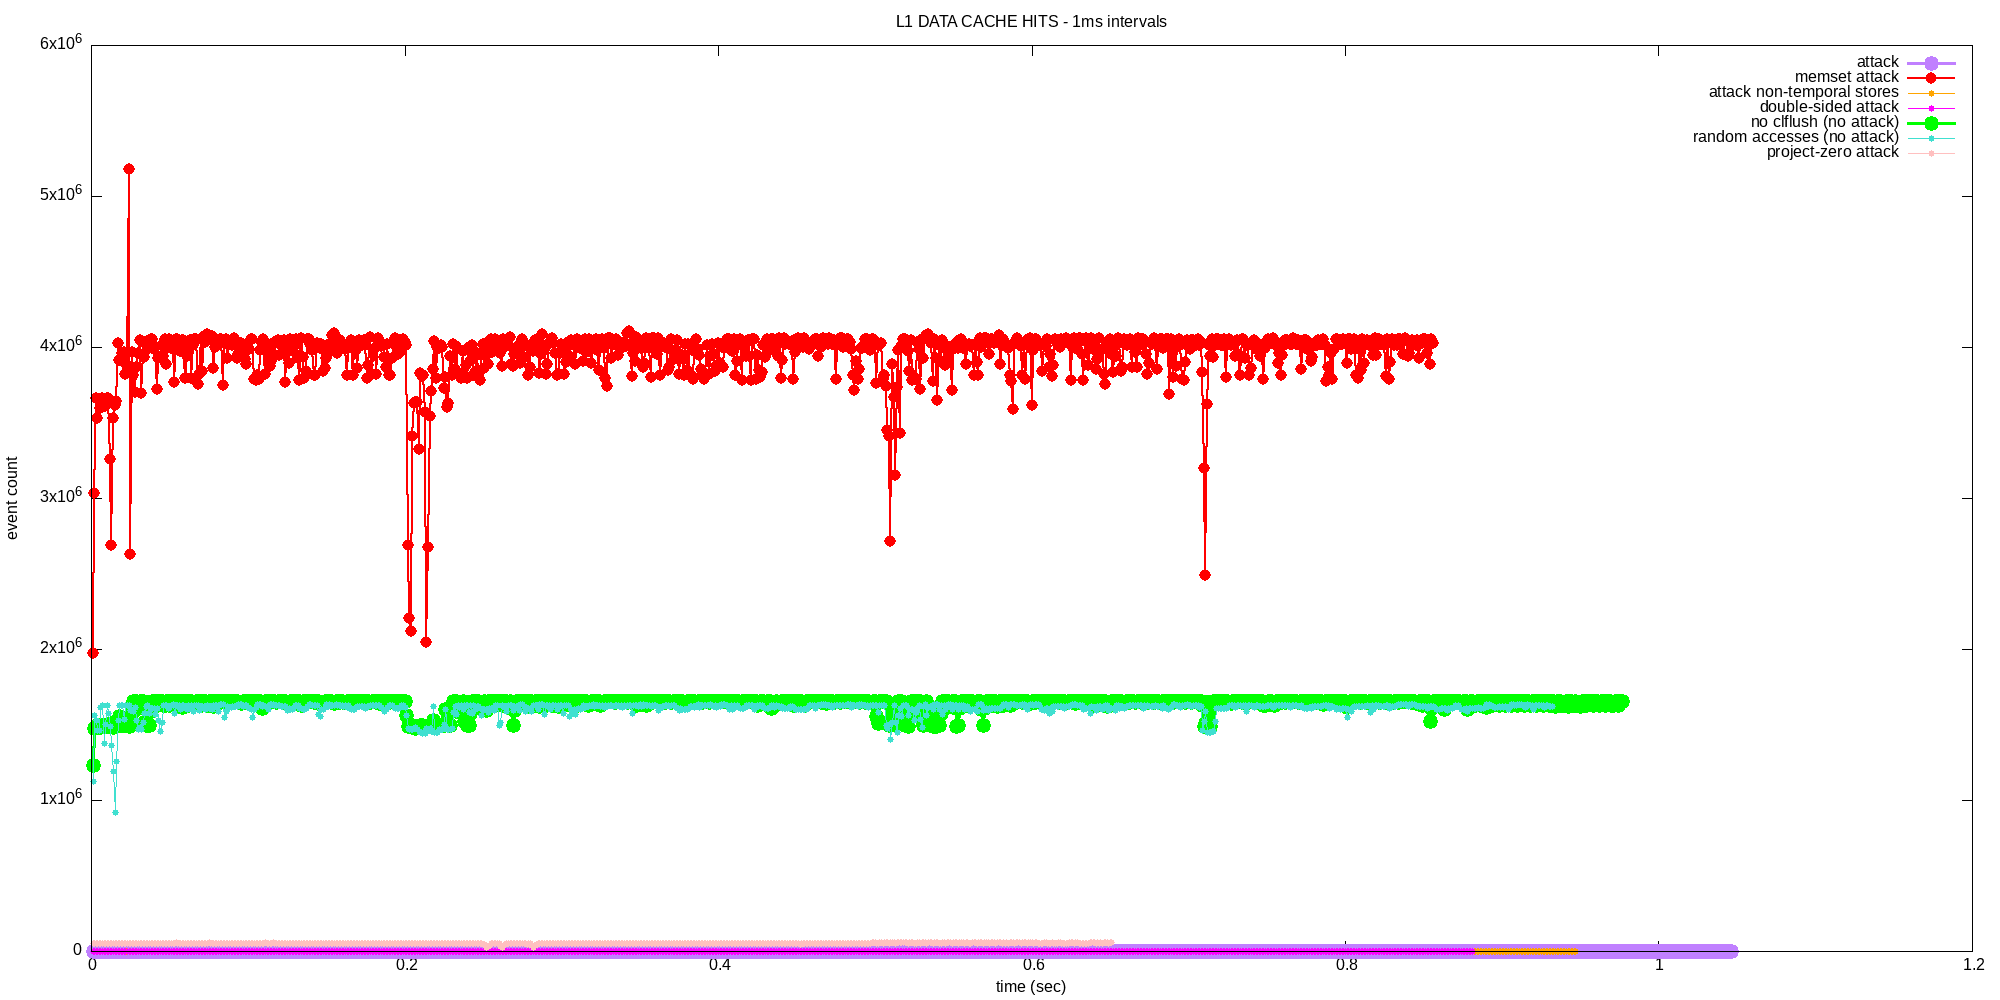 L1 DATA CACHE HITS - 1ms intervals
6x10^6
5x10^6
4x10^6
3x10^6
2x10^6
1x10^6
0
event count
attack
memset attack
attack non-temporal stores
double-sided attack
no clflush (no attack)
random accesses (no attack)
project-zero attack
0 0.2 0.4 0.6 0.8 1 1.2
time (sec)